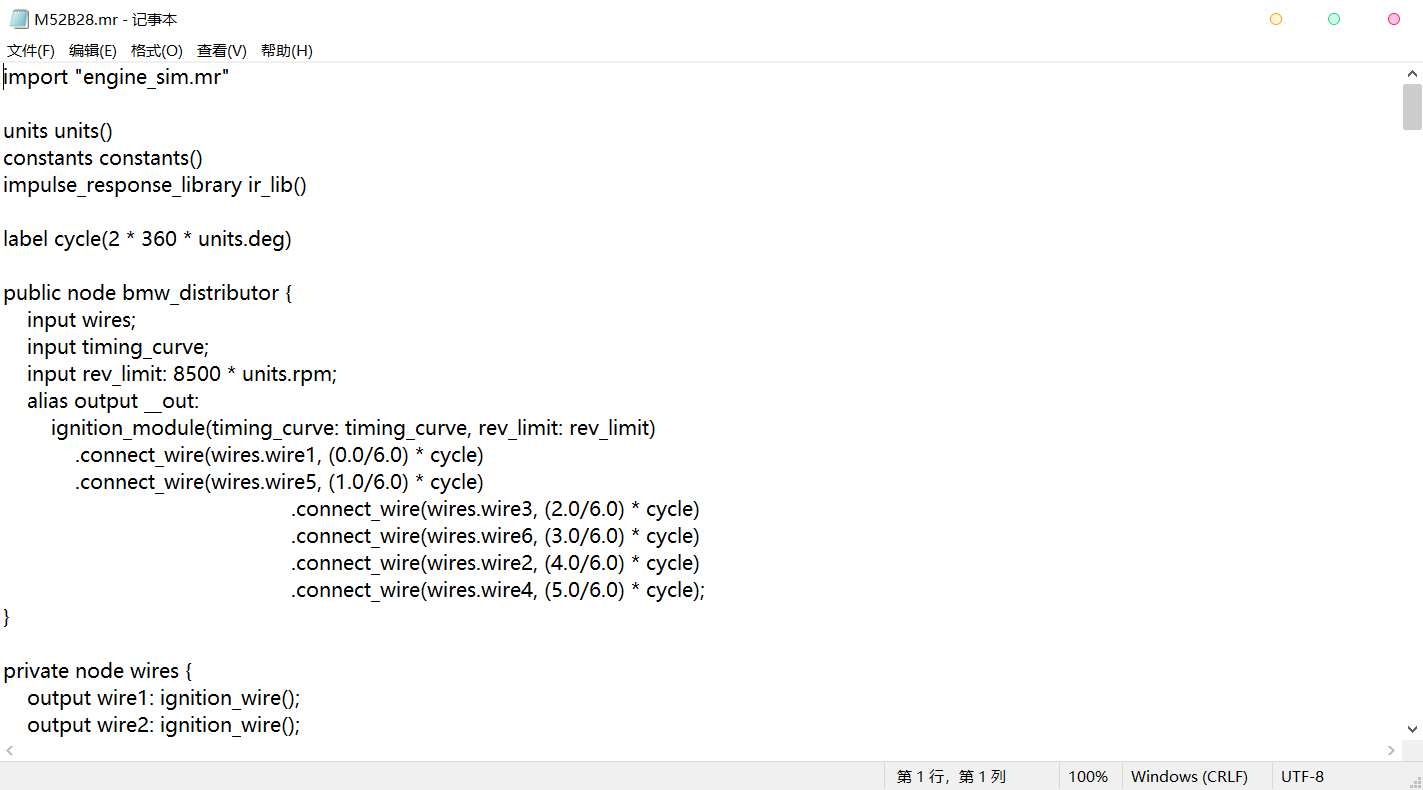 M52B28.mr - 记事本
文件(F) 编辑(E) 格式(O) 查看(V) 帮助(H)
import "engine_sim.mr"

units units()
constants constants()
impulse_response_library ir_lib()

label cycle(2 * 360 * units.deg)

public node bmw_distributor {
    input wires;
    input timing_curve;
    input rev_limit: 8500 * units.rpm;
    alias output __out:
        ignition_module(timing_curve: timing_curve, rev_limit: rev_limit)
            .connect_wire(wires.wire1, (0.0/6.0) * cycle)
            .connect_wire(wires.wire5, (1.0/6.0) * cycle)
                                                .connect_wire(wires.wire3, (2.0/6.0) * cycle)
                                                .connect_wire(wires.wire6, (3.0/6.0) * cycle)
                                                .connect_wire(wires.wire2, (4.0/6.0) * cycle)
                                                .connect_wire(wires.wire4, (5.0/6.0) * cycle);
}

private node wires {
    output wire1: ignition_wire();
    output wire2: ignition_wire();
第 1 行，第 1 列 100% Windows (CRLF) UTF-8